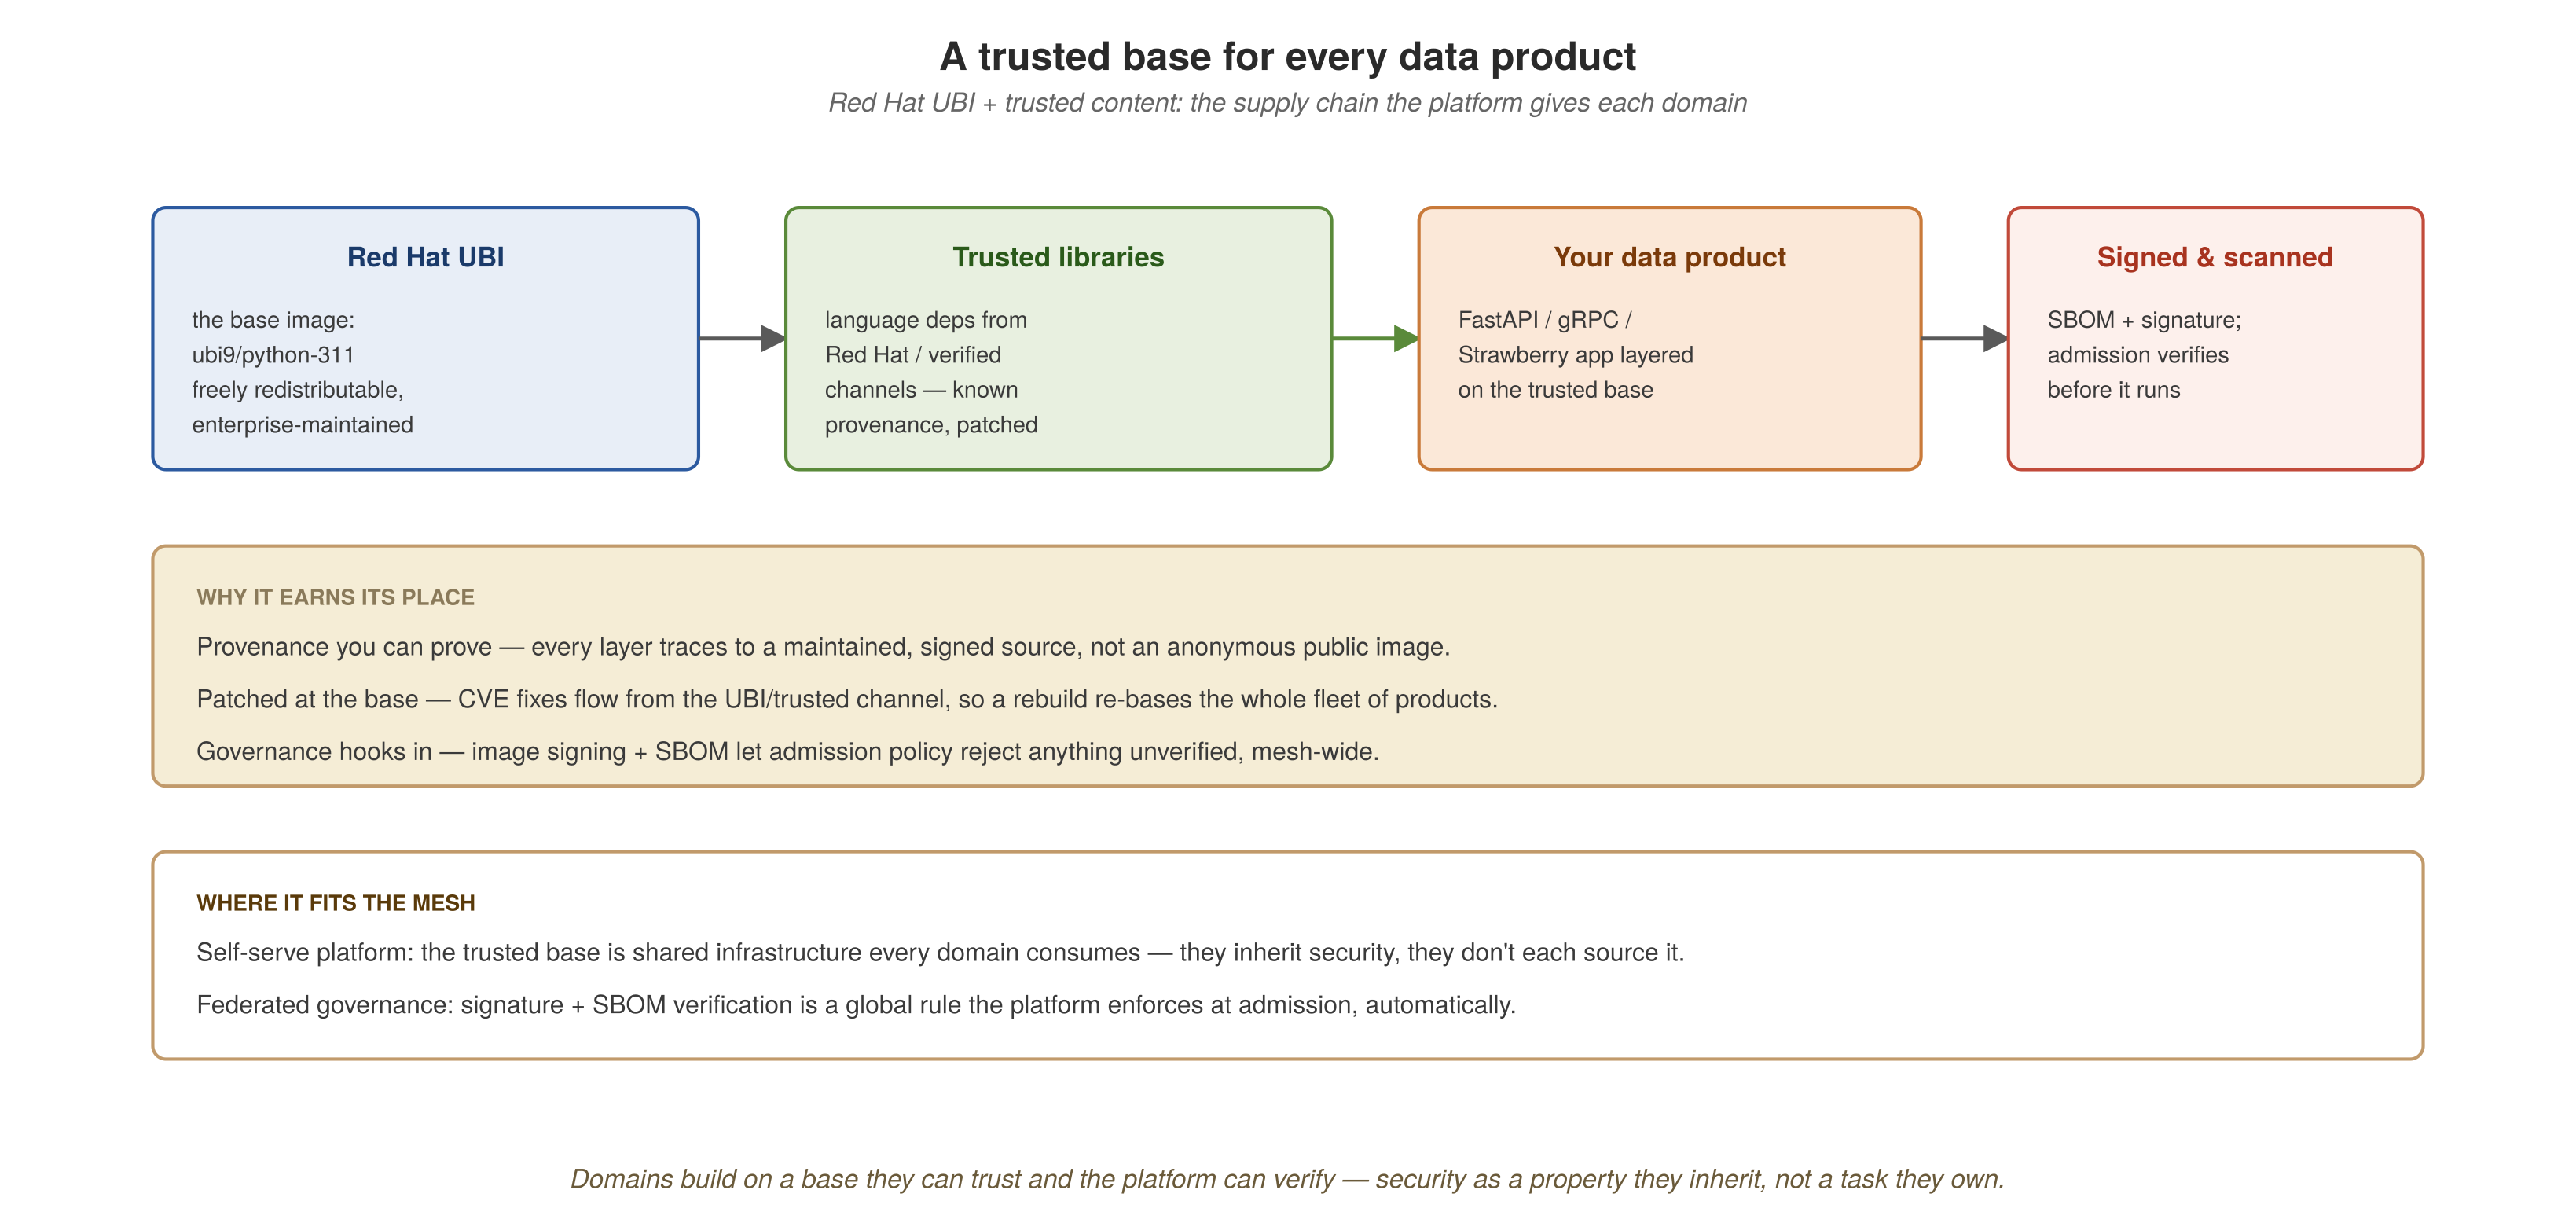 A trusted base for every data product
Red Hat UBI + trusted content: the supply chain the platform gives each domain
Red Hat UBI
the base image:
ubi9/python-311
freely redistributable,
enterprise-maintained
Trusted libraries
language deps from
Red Hat / verified
channels — known
provenance, patched
Your data product
FastAPI / gRPC /
Strawberry app layered
on the trusted base
Signed & scanned
SBOM + signature;
admission verifies
before it runs
WHY IT EARNS ITS PLACE
Provenance you can prove — every layer traces to a maintained, signed source, not an anonymous public image.
Patched at the base — CVE fixes flow from the UBI/trusted channel, so a rebuild re-bases the whole fleet of products.
Governance hooks in — image signing + SBOM let admission policy reject anything unverified, mesh-wide.
WHERE IT FITS THE MESH
Self-serve platform: the trusted base is shared infrastructure every domain consumes — they inherit security, they don't each source it.
Federated governance: signature + SBOM verification is a global rule the platform enforces at admission, automatically.
Domains build on a base they can trust and the platform can verify — security as a property they inherit, not a task they own.